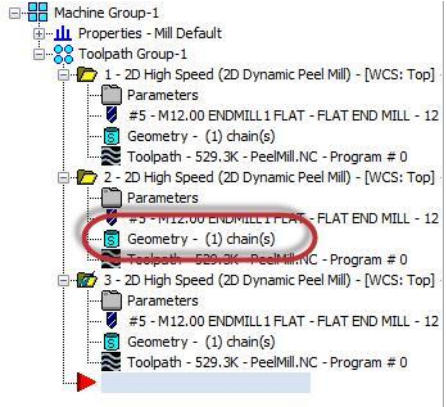 Machine Group-1
Properties - Mill Default
Toolpath Group-1
1 - 2D High Speed (2D Dynamic Peel Mill) - [WCS: Top] -
Parameters
#5 - M12.00 ENDMILL1 FLAT - FLAT END MILL - 12
Geometry - (1) chain(s)
Toolpath - 529.3K - PeelMill.NC - Program # 0
2 - 2D High Speed (2D Dynamic Peel Mill) - [WCS: Top] -
Parameters
#5 - M12.00 ENDMILL1 FLAT - FLAT END MILL - 12
Geometry - (1) chain(s)
Toolpath - 529.3K - PeelMill.NC - Program # 0
3 - 2D High Speed (2D Dynamic Peel Mill) - [WCS: Top] -
Parameters
#5 - M12.00 ENDMILL1 FLAT - FLAT END MILL - 12
Geometry - (1) chain(s)
Toolpath - 529.3K - PeelMill.NC - Program # 0